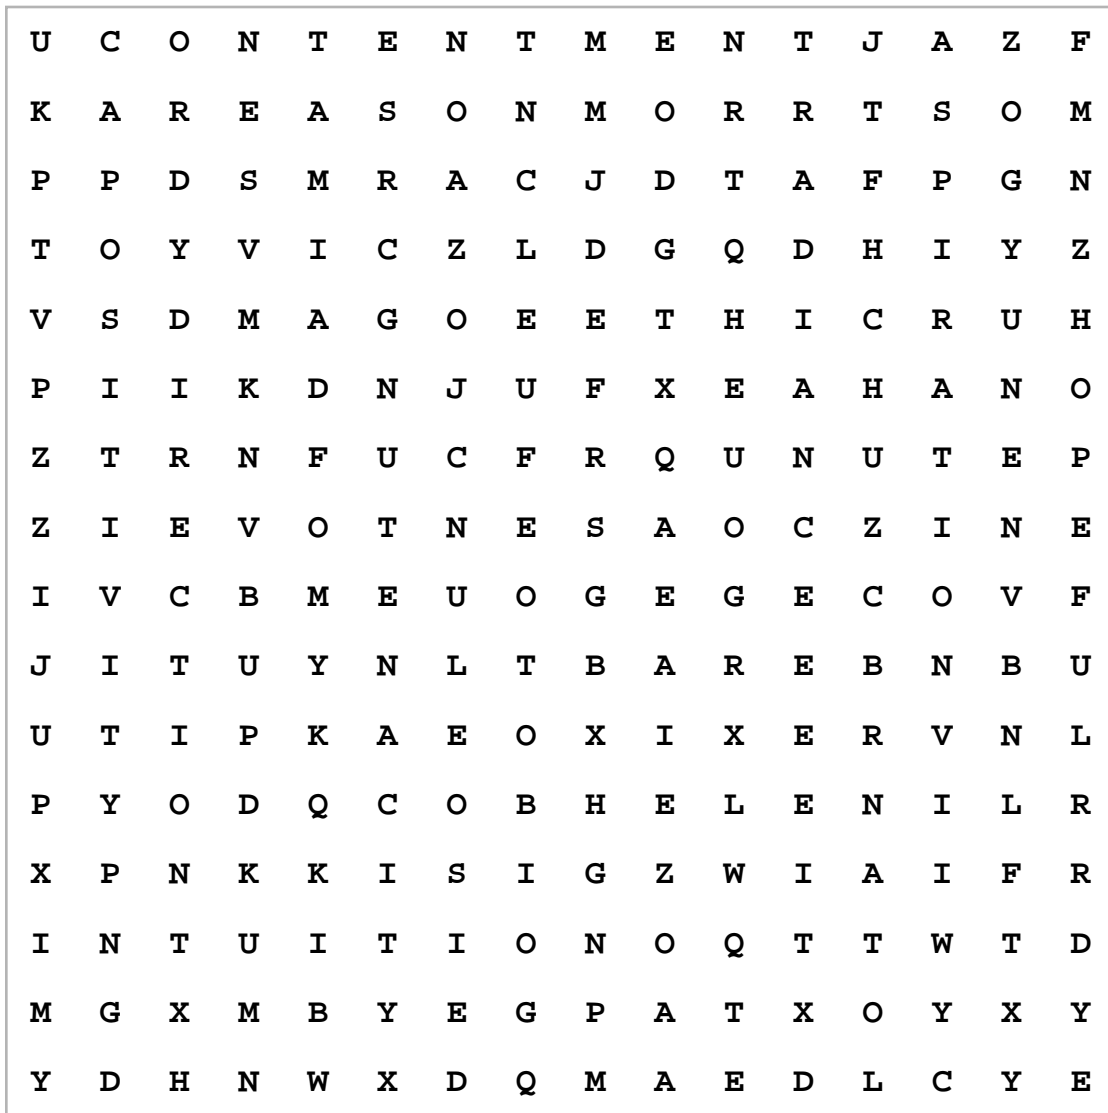 U C O N T E N T M E N T J A Z F
K A R E A S O N M O R R T S O M
P P D S M R A C J D T A F P G N
T O Y V I C Z L D G Q D H I Y Z
V S D M A G O E E T H I C R U H
P I I K D N J U F X E A H A N O
Z T R N F U C F R Q U N U T E P
Z I E V O T N E S A O C Z I N E
I V C B M E U O G E G E C O V F
J I T U Y N L T B A R E B N B U
U T I P K A E O X I X E R V N L
P Y O D Q C O B H E L E N I L R
X P N K K I S I G Z W I A I F R
I N T U I T I O N O Q T T W T D
M G X M B Y E G P A T X O Y X Y
Y D H N W X D Q M A E D L C Y E